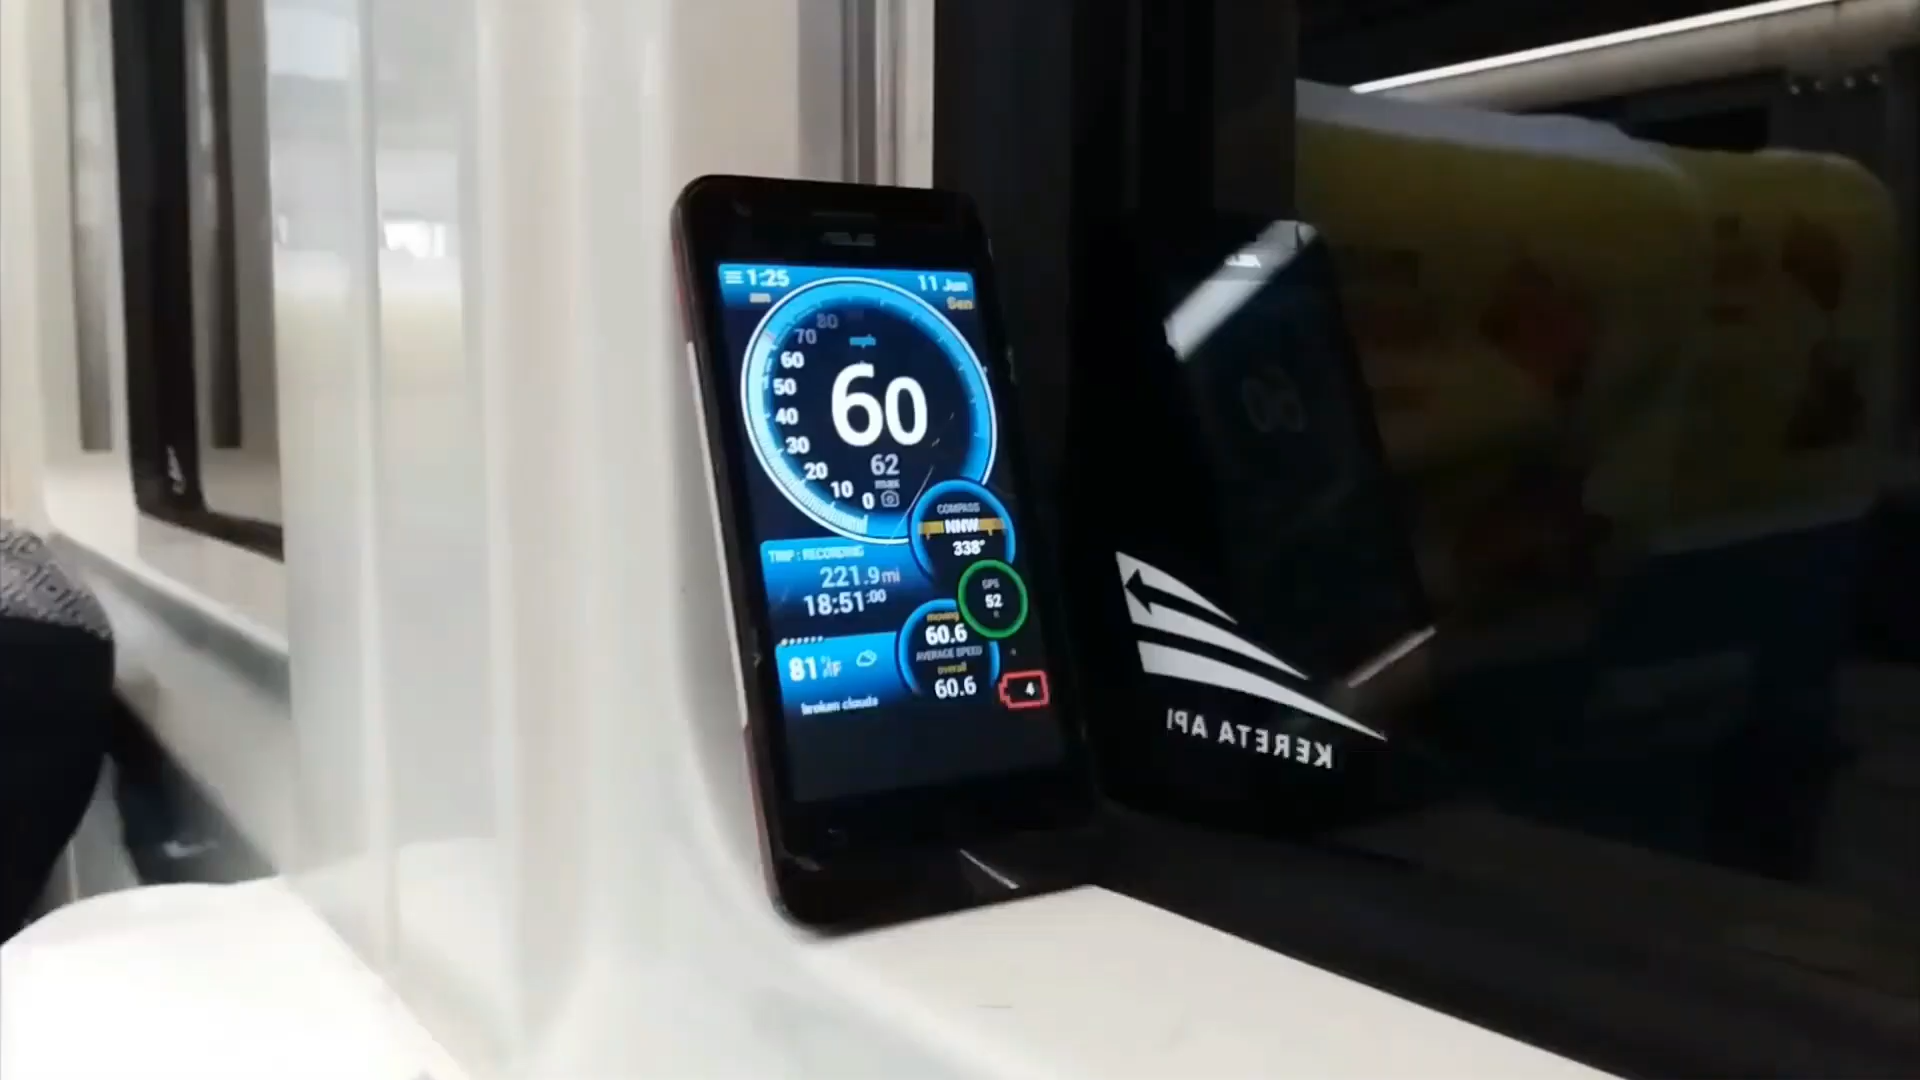 ASUS
1:25
am
11 Jun
Sen
80
70
60
50
40
30
20
10
0
mph
60
62
max
COMPASS
NNW
338°
TRIP : RECORDING
221.9 mi
18:51:00
GPS
52
moving
60.6
AVERAGE SPEED
overall
60.6
81
°F
broken clouds
4
KERETA API